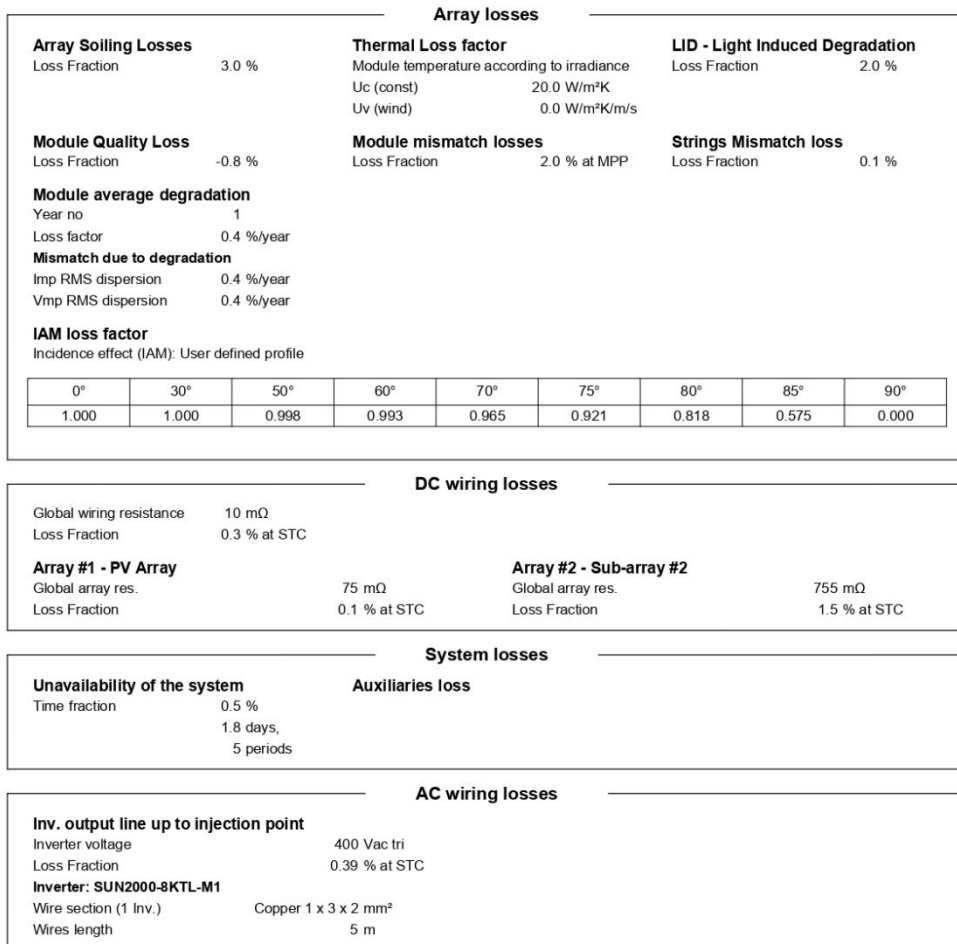 Array losses
Array Soiling Losses Thermal Loss factor LID - Light Induced Degradation
Loss Fraction 3.0 % Module temperature according to irradiance Loss Fraction 2.0 %
Uc (const) 20.0 W/m²K
Uv (wind) 0.0 W/m²K/m/s
Module Quality Loss Module mismatch losses Strings Mismatch loss
Loss Fraction -0.8 % Loss Fraction 2.0 % at MPP Loss Fraction 0.1 %
Module average degradation
Year no 1
Loss factor 0.4 %/year
Mismatch due to degradation
Imp RMS dispersion 0.4 %/year
Vmp RMS dispersion 0.4 %/year
IAM loss factor
Incidence effect (IAM): User defined profile
0° 30° 50° 60° 70° 75° 80° 85° 90°
1.000 1.000 0.998 0.993 0.965 0.921 0.818 0.575 0.000
DC wiring losses
Global wiring resistance 10 mΩ
Loss Fraction 0.3 % at STC
Array #1 - PV Array Array #2 - Sub-array #2
Global array res. 75 mΩ Global array res. 755 mΩ
Loss Fraction 0.1 % at STC Loss Fraction 1.5 % at STC
System losses
Unavailability of the system Auxiliaries loss
Time fraction 0.5 %
1.8 days,
5 periods
AC wiring losses
Inv. output line up to injection point
Inverter voltage 400 Vac tri
Loss Fraction 0.39 % at STC
Inverter: SUN2000-8KTL-M1
Wire section (1 Inv.) Copper 1 x 3 x 2 mm²
Wires length 5 m